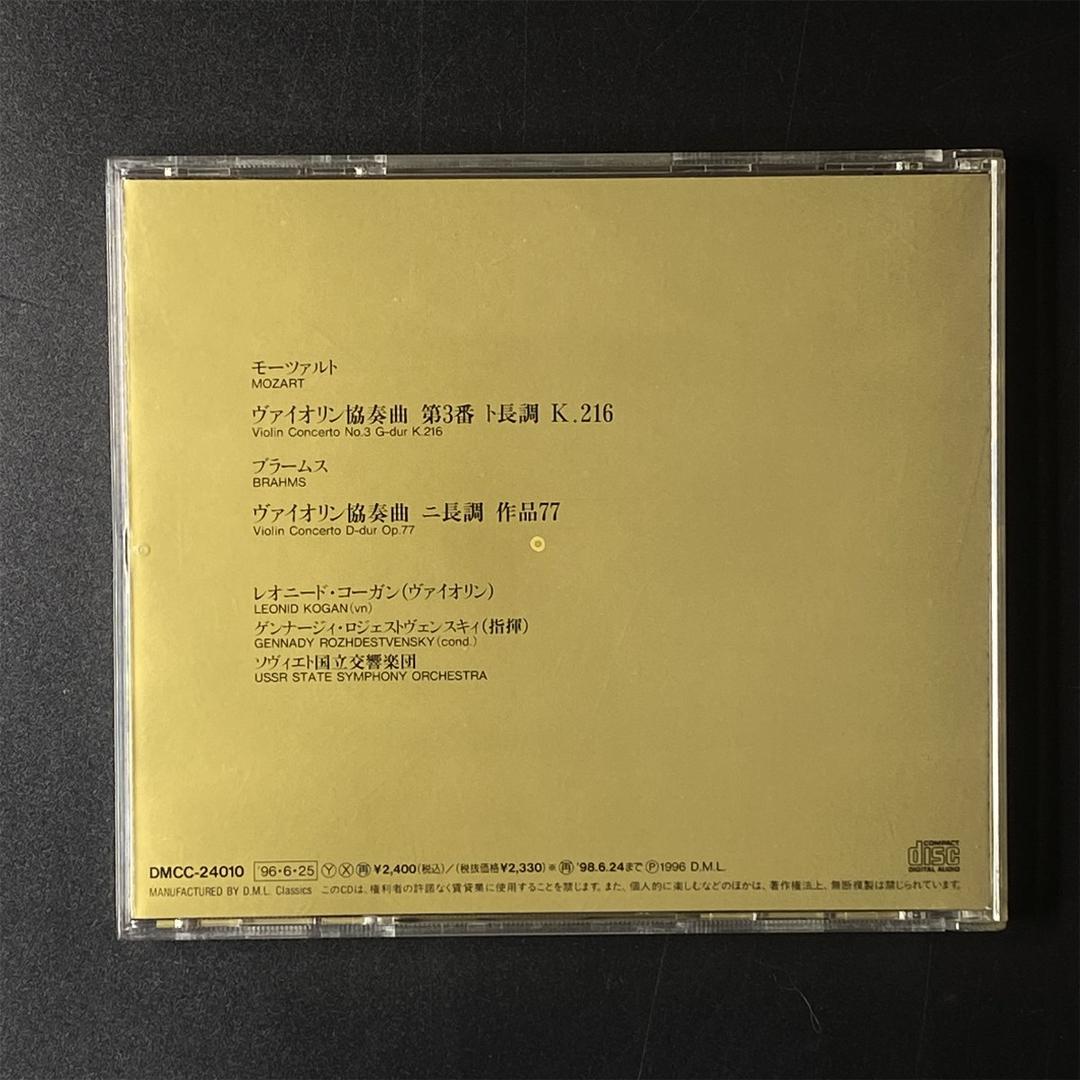 モーツァルト
MOZART
ヴァイオリン協奏曲 第3番 ト長調 K.216
Violin Concerto No.3 G-dur K.216
ブラームス
BRAHMS
ヴァイオリン協奏曲 ニ長調 作品77
Violin Concerto D-dur Op.77
レオニード・コーガン(ヴァイオリン)
LEONID KOGAN(vn)
ゲンナージィ・ロジェストヴェンスキィ(指揮)
GENNADY ROZHDESTVENSKY(cond.)
ソヴィエト国立交響楽団
USSR STATE SYMPHONY ORCHESTRA
COMPACT
disc
DIGITAL AUDIO
DMCC-24010 '96・6・25 Ⓨ Ⓧ ㊢ ¥2,400(税込)/(税抜価格¥2,330)※㊢'98.6.24まで Ⓟ1996 D.M.L.
MANUFACTURED BY D.M.L. Classics このCDは、権利者の許諾なく賃貸業に使用することを禁じます。また、個人的に楽しむなどのほかは、著作権法上、無断複製は禁じられています。